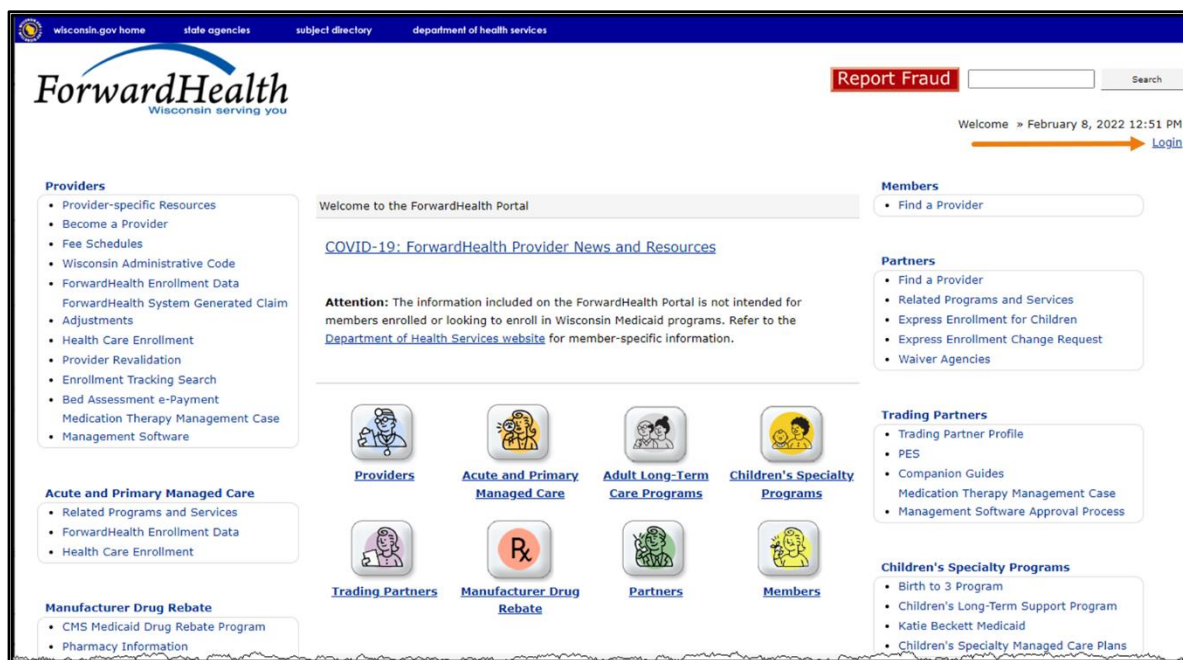 wisconsin.gov home state agencies subject directory department of health services
ForwardHealth
Wisconsin serving you
Report Fraud
Search
Welcome » February 8, 2022 12:51 PM
Login
Providers
Provider-specific Resources
Become a Provider
Fee Schedules
Wisconsin Administrative Code
ForwardHealth Enrollment Data
ForwardHealth System Generated Claim
Adjustments
Health Care Enrollment
Provider Revalidation
Enrollment Tracking Search
Bed Assessment e-Payment
Medication Therapy Management Case
Management Software
Acute and Primary Managed Care
Related Programs and Services
ForwardHealth Enrollment Data
Health Care Enrollment
Manufacturer Drug Rebate
CMS Medicaid Drug Rebate Program
Pharmacy Information
Welcome to the ForwardHealth Portal
COVID-19: ForwardHealth Provider News and Resources
Attention: The information included on the ForwardHealth Portal is not intended for
members enrolled or looking to enroll in Wisconsin Medicaid programs. Refer to the
Department of Health Services website for member-specific information.
Providers
Acute and Primary
Managed Care
Adult Long-Term
Care Programs
Children's Specialty
Programs
Trading Partners
Rx
Manufacturer Drug
Rebate
Partners
Members
Members
Find a Provider
Partners
Find a Provider
Related Programs and Services
Express Enrollment for Children
Express Enrollment Change Request
Waiver Agencies
Trading Partners
Trading Partner Profile
PES
Companion Guides
Medication Therapy Management Case
Management Software Approval Process
Children's Specialty Programs
Birth to 3 Program
Children's Long-Term Support Program
Katie Beckett Medicaid
Children's Specialty Managed Care Plans